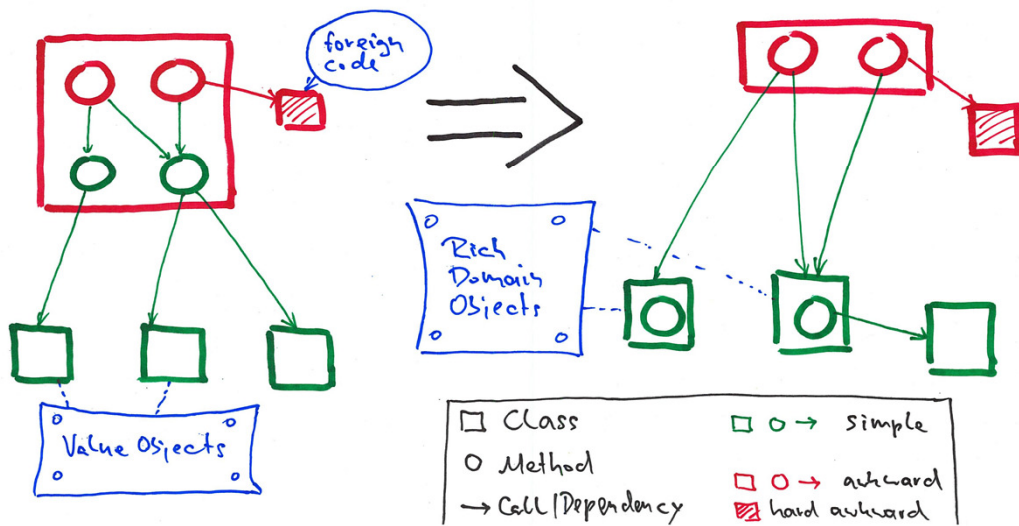 foreign
code
Rich
Domain
Objects
Value Objects
Class
Method
Call/Dependency
simple
awkward
hard awkward